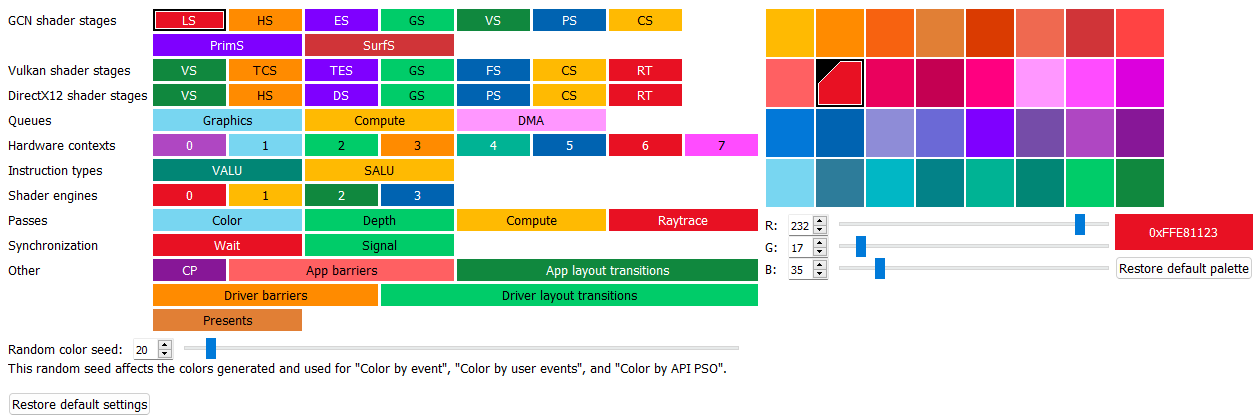 GCN shader stages LS HS ES GS VS PS CS
PrimS SurfS
Vulkan shader stages VS TCS TES GS FS CS RT
DirectX12 shader stages VS HS DS GS PS CS RT
Queues Graphics Compute DMA
Hardware contexts 0 1 2 3 4 5 6 7
Instruction types VALU SALU
Shader engines 0 1 2 3
Passes Color Depth Compute Raytrace
Synchronization Wait Signal
Other CP App barriers App layout transitions
Driver barriers Driver layout transitions
Presents
Random color seed: 20
This random seed affects the colors generated and used for "Color by event", "Color by user events", and "Color by API PSO".
Restore default settings
R: 232
G: 17
B: 35
0xFFE81123
Restore default palette